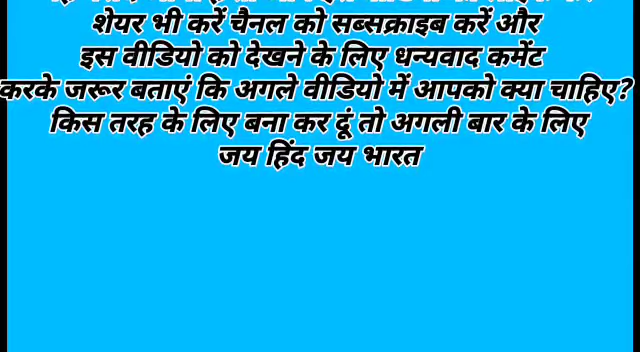 शेयर भी करें चैनल को सब्सक्राइब करें और
इस वीडियो को देखने के लिए धन्यवाद कमेंट
करके जरूर बताएं कि अगले वीडियो में आपको क्या चाहिए?
किस तरह के लिए बना कर दूं तो अगली बार के लिए
जय हिंद जय भारत